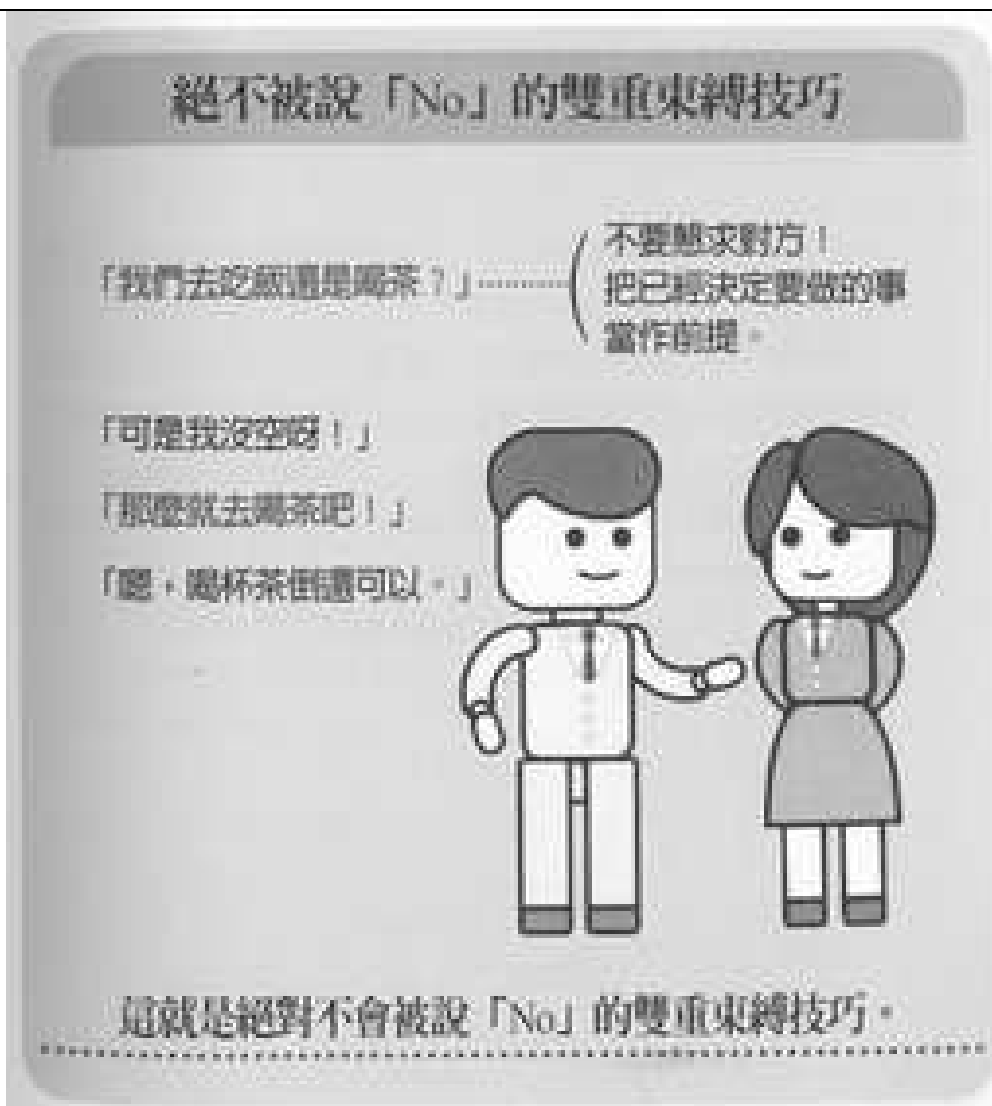 絕不被說「No」的雙重束縛技巧
「我們去吃飯還是喝茶？」
不要懇求對方！
把已經決定要做的事
當作前提。
「可是我沒空呀！」
「那麼就去喝茶吧！」
「嗯，喝杯茶倒還可以。」
這就是絕對不會被說「No」的雙重束縛技巧。